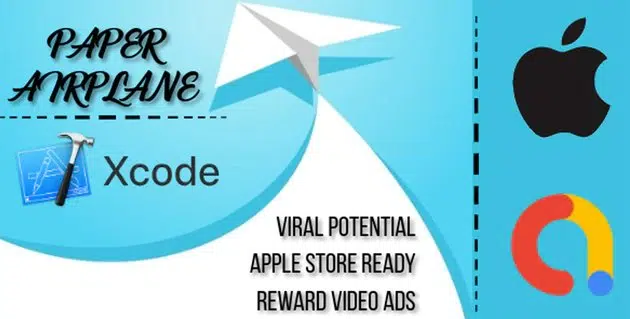 PAPER
AIRPLANE
Xcode
VIRAL POTENTIAL
APPLE STORE READY
REWARD VIDEO ADS